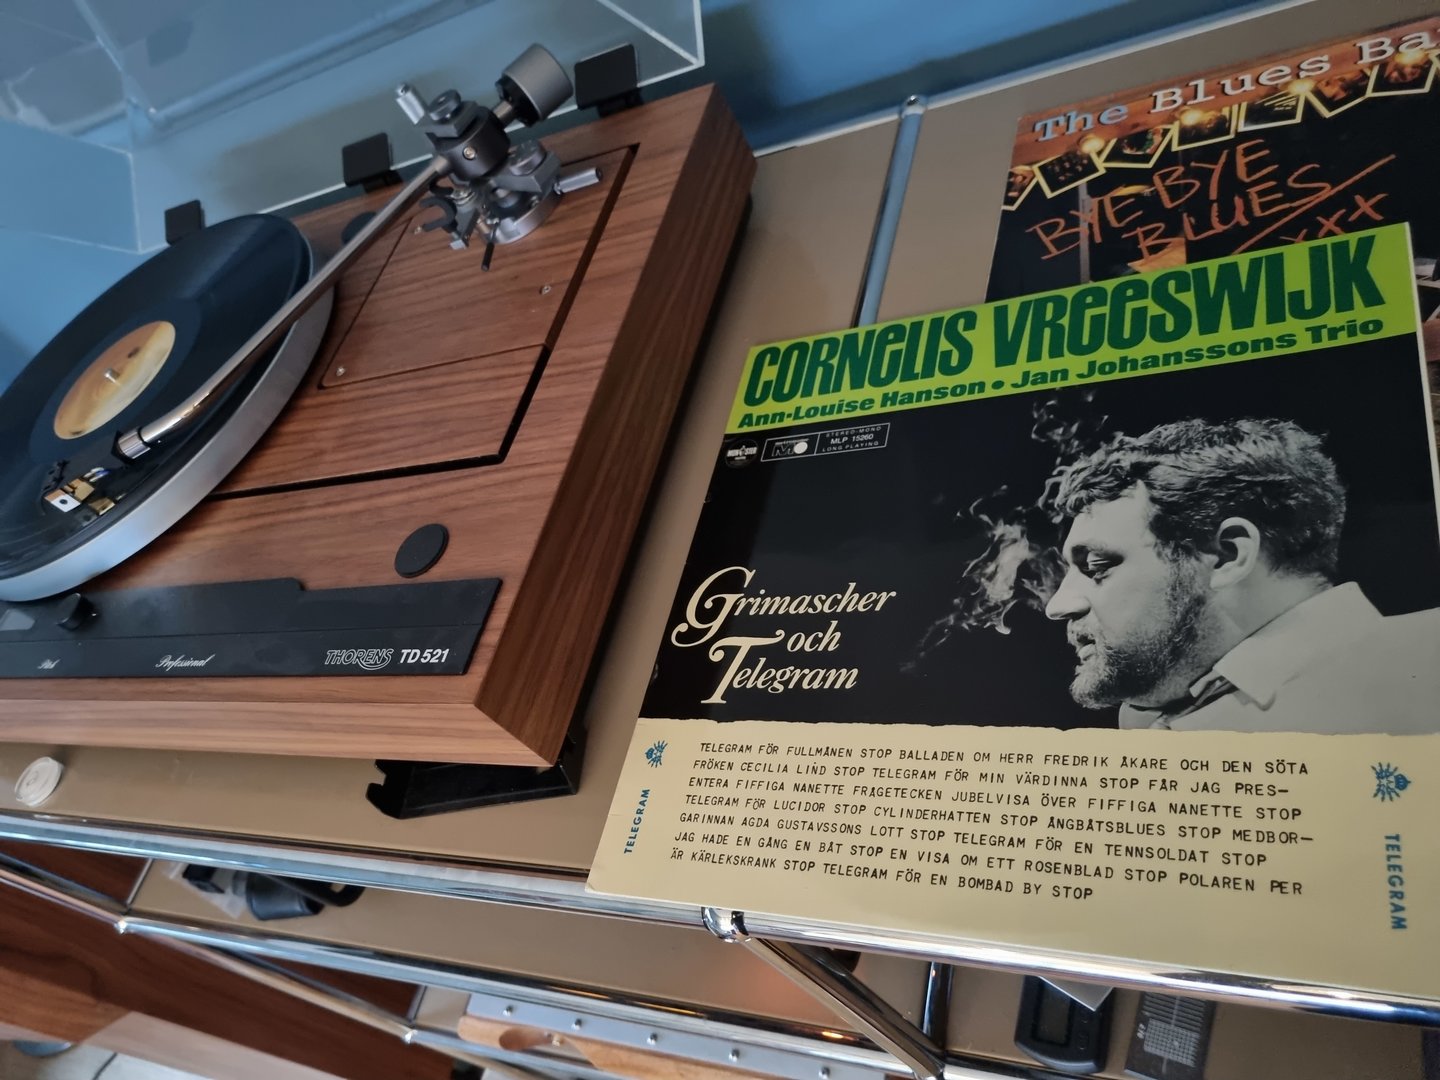 The Blues Ba
BYE-BYE
BLUES
XXX
CORNELIS VREESWIJK
Ann-Louise Hanson • Jan Johanssons Trio
STEREO-MONO
MLP 15260
LONG PLAYING
Grimascher
och
Telegram
TELEGRAM FÖR FULLMÅNEN STOP BALLADEN OM HERR FREDRIK ÅKARE OCH DEN SÖTA
FRÖKEN CECILIA LIND STOP TELEGRAM FÖR MIN VÄRDINNA STOP FÅR JAG PRES–
ENTERA FIFFIGA NANETTE FRÅGETECKEN JUBELVISA ÖVER FIFFIGA NANETTE STOP
TELEGRAM FÖR LUCIDOR STOP CYLINDERHATTEN STOP ÅNGBÅTSBLUES STOP MEDBOR–
GARINNAN AGDA GUSTAVSSONS LOTT STOP TELEGRAM FÖR EN TENNSOLDAT STOP
JAG HADE EN GÅNG EN BÅT STOP EN VISA OM ETT ROSENBLAD STOP POLAREN PER
ÄR KÄRLEKSKRANK STOP TELEGRAM FÖR EN BOMBAD BY STOP
TELEGRAM
TELEGRAM
Professional
THORENS TD 521